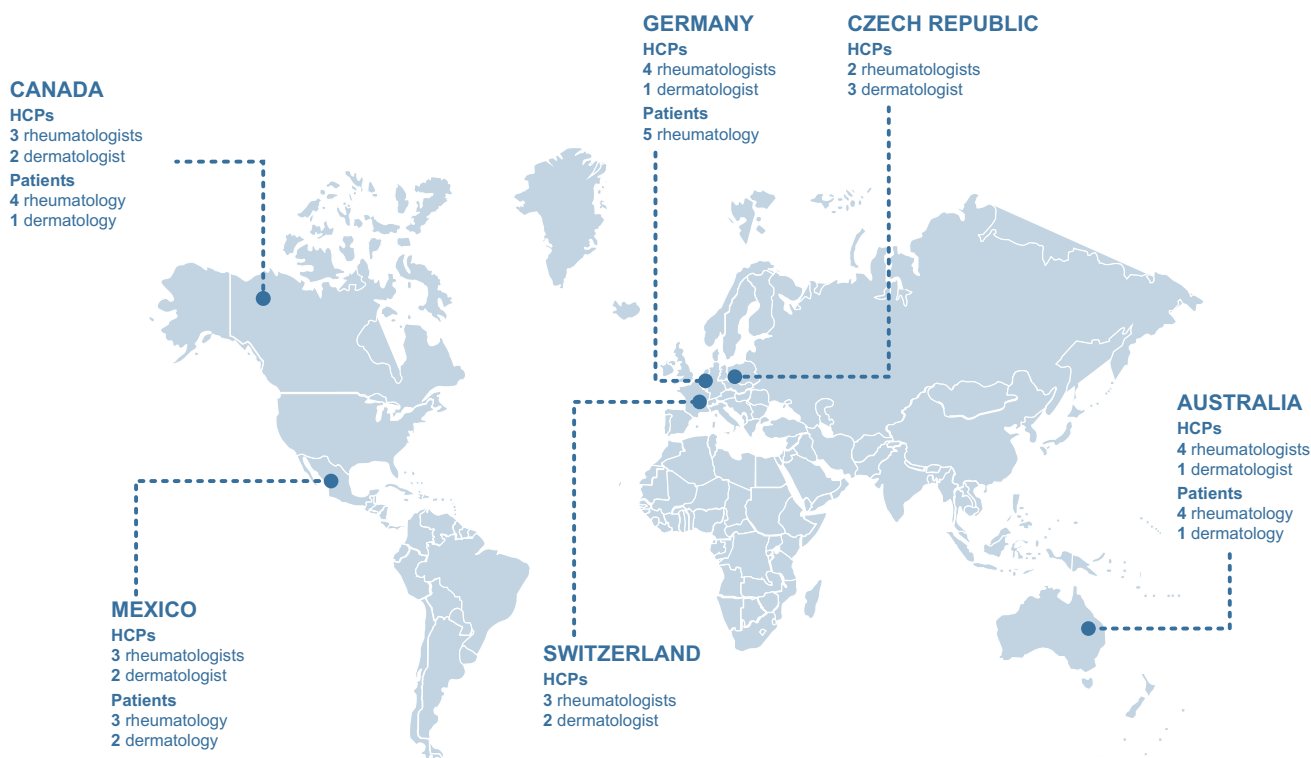 GERMANY
HCPs
4 rheumatologists
1 dermatologist
Patients
5 rheumatology
CZECH REPUBLIC
HCPs
2 rheumatologists
3 dermatologist
CANADA
HCPs
3 rheumatologists
2 dermatologist
Patients
4 rheumatology
1 dermatology
AUSTRALIA
HCPs
4 rheumatologists
1 dermatologist
Patients
4 rheumatology
1 dermatology
MEXICO
HCPs
3 rheumatologists
2 dermatologist
Patients
3 rheumatology
2 dermatology
SWITZERLAND
HCPs
3 rheumatologists
2 dermatologist